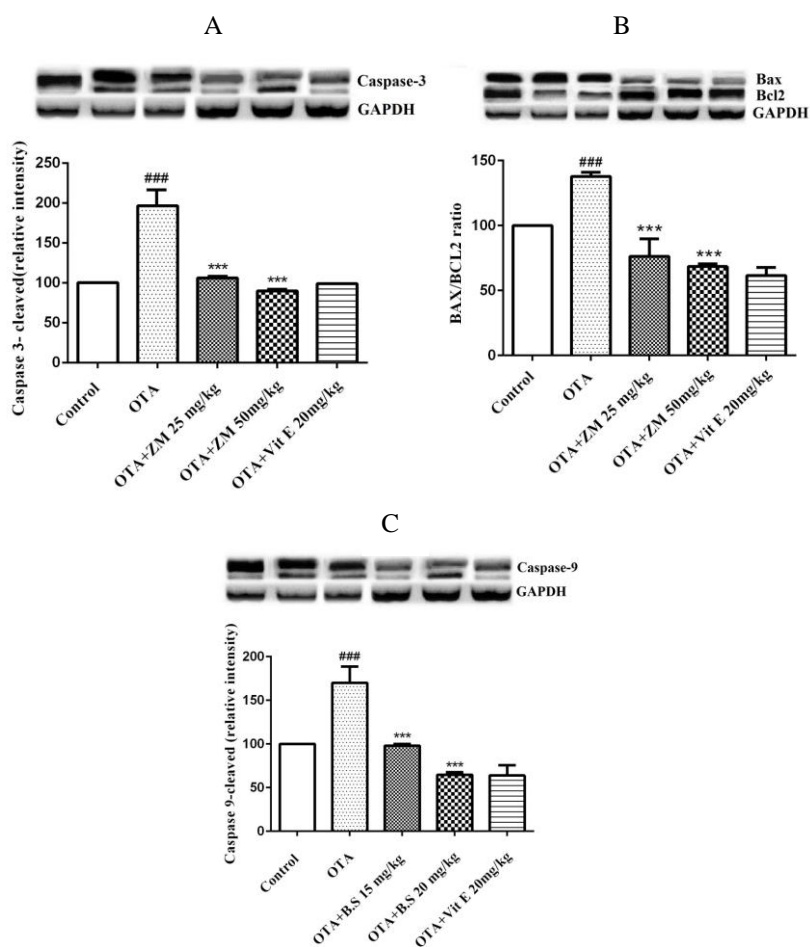 A
Caspase-3
GAPDH
Caspase 3- cleaved(relative intensity)
250
200
150
100
50
0
###
***
***
Control
OTA
OTA+ZM 25 mg/kg
OTA+ZM 50mg/kg
OTA+Vit E 20mg/kg
B
Bax
Bcl2
GAPDH
BAX/BCL2 ratio
150
100
50
0
###
***
***
Control
OTA
OTA+ZM 25 mg/kg
OTA+ZM 50mg/kg
OTA+Vit E 20mg/kg
C
Caspase-9
GAPDH
Caspase 9-cleaved (relative intensity)
200
150
100
50
0
###
***
***
Control
OTA
OTA+B.S 15 mg/kg
OTA+B.S 20 mg/kg
OTA+Vit E 20mg/kg